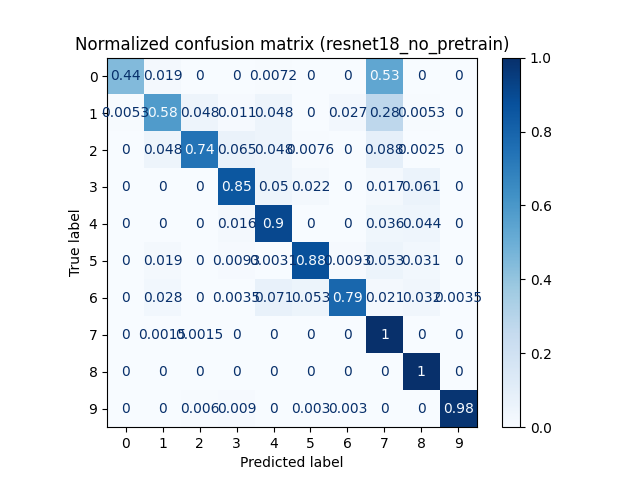 Normalized confusion matrix (resnet18_no_pretrain)
0 0.44 0.019 0 0 0.0072 0 0 0.53 0 0
1 0.0053 0.58 0.048 0.011 0.048 0 0.027 0.28 0.0053 0
2 0 0.048 0.74 0.065 0.048 0.0076 0 0.088 0.0025 0
3 0 0 0 0.85 0.05 0.022 0 0.017 0.061 0
4 0 0 0 0.016 0.9 0 0 0.036 0.044 0
5 0 0.019 0 0.0093 0.0031 0.88 0.0093 0.053 0.031 0
6 0 0.028 0 0.0035 0.071 0.053 0.79 0.021 0.032 0.0035
7 0 0.0015 0.0015 0 0 0 0 1 0 0
8 0 0 0 0 0 0 0 0 1 0
9 0 0 0.006 0.009 0 0.003 0.003 0 0 0.98
0 1 2 3 4 5 6 7 8 9
Predicted label
True label
1.0
0.8
0.6
0.4
0.2
0.0